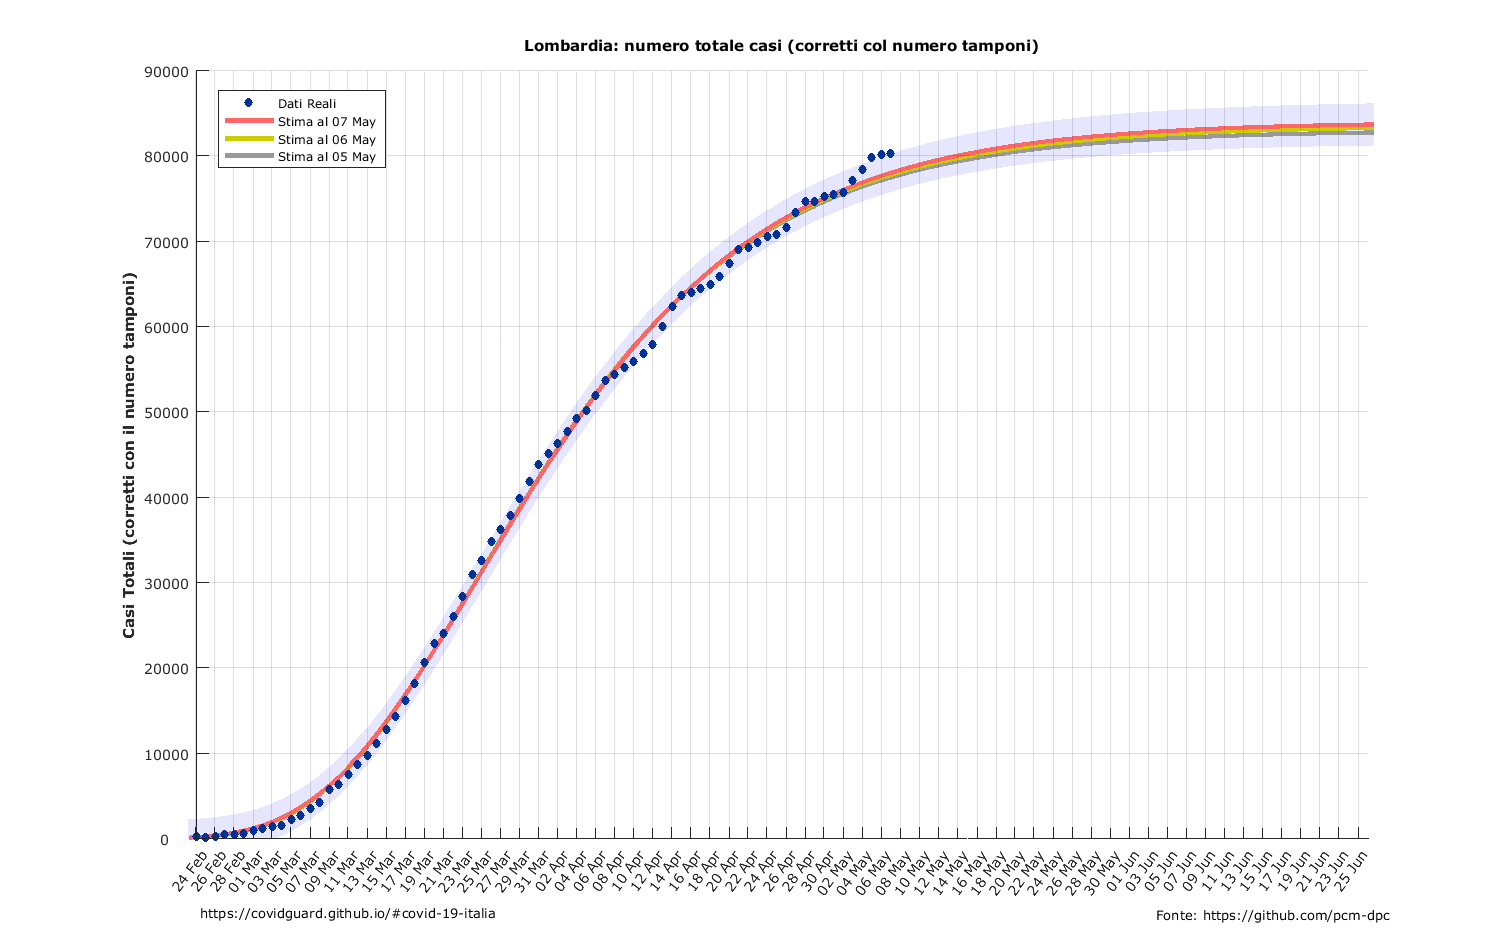 Lombardia: numero totale casi (corretti col numero tamponi)
Casi Totali (corretti con il numero tamponi)
90000
80000
70000
60000
50000
40000
30000
20000
10000
0
Dati Reali
Stima al 07 May
Stima al 06 May
Stima al 05 May
24 Feb
26 Feb
28 Feb
01 Mar
03 Mar
05 Mar
07 Mar
09 Mar
11 Mar
13 Mar
15 Mar
17 Mar
19 Mar
21 Mar
23 Mar
25 Mar
27 Mar
29 Mar
31 Mar
02 Apr
04 Apr
06 Apr
08 Apr
10 Apr
12 Apr
14 Apr
16 Apr
18 Apr
20 Apr
22 Apr
24 Apr
26 Apr
28 Apr
30 Apr
02 May
04 May
06 May
08 May
10 May
12 May
14 May
16 May
18 May
20 May
22 May
24 May
26 May
28 May
30 May
01 Jun
03 Jun
05 Jun
07 Jun
09 Jun
11 Jun
13 Jun
15 Jun
17 Jun
19 Jun
21 Jun
23 Jun
25 Jun
https://covidguard.github.io/#covid-19-italia
Fonte: https://github.com/pcm-dpc